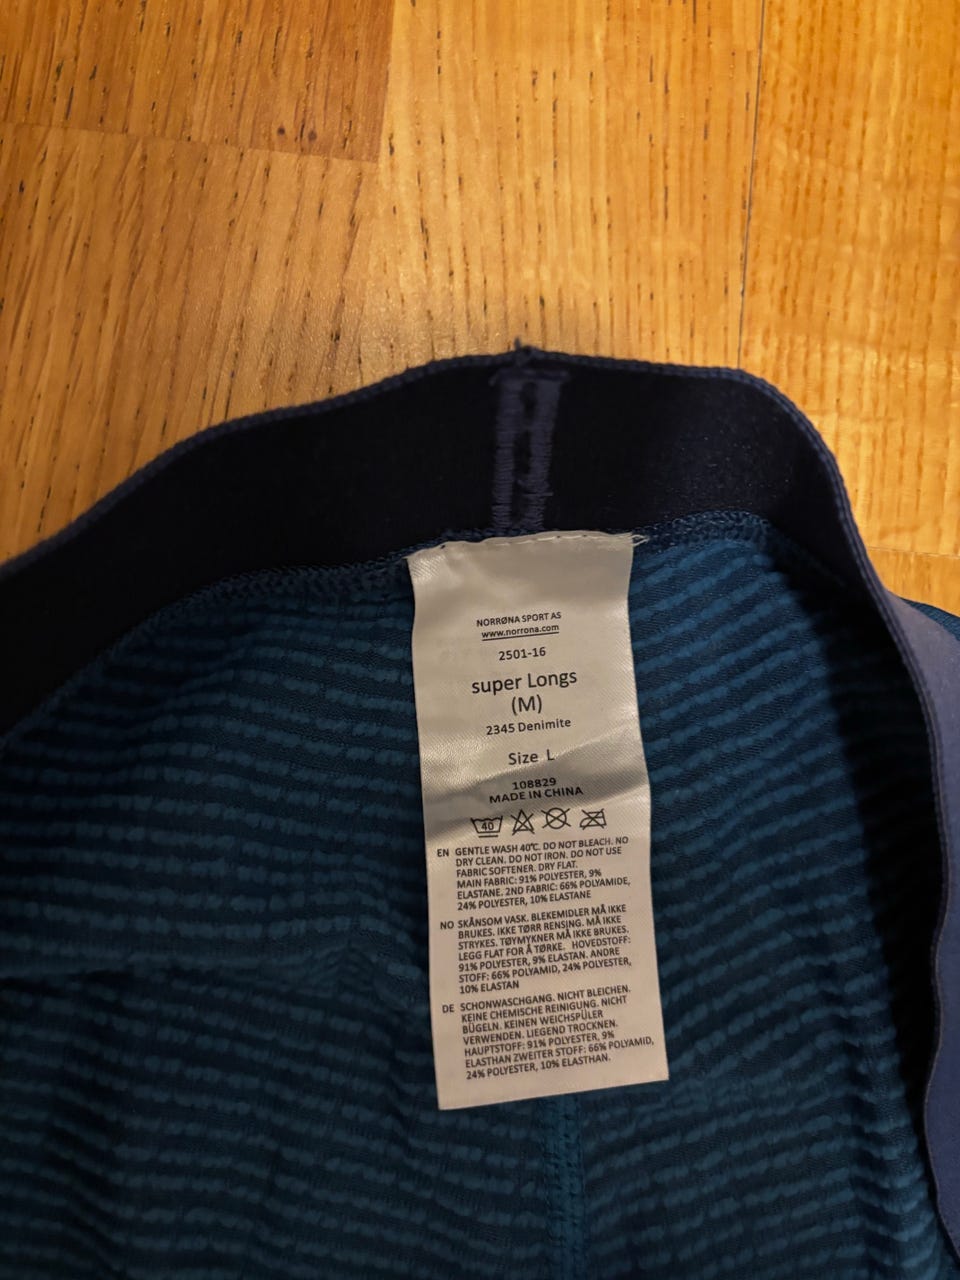 NORRØNA SPORT AS
www.norrona.com
2501-16
super Longs
(M)
2345 Denimite
Size L
108829
MADE IN CHINA
40
EN GENTLE WASH 40℃. DO NOT BLEACH. NO
DRY CLEAN. DO NOT IRON. DO NOT USE
FABRIC SOFTENER. DRY FLAT.
MAIN FABRIC: 91% POLYESTER, 9%
ELASTANE. 2ND FABRIC: 66% POLYAMIDE,
24% POLYESTER, 10% ELASTANE
NO SKÅNSOM VASK. BLEKEMIDLER MÅ IKKE
BRUKES. IKKE TØRR RENSING. MÅ IKKE
STRYKES. TØYMYKNER MÅ IKKE BRUKES.
LEGG FLAT FOR Å TØRKE. HOVEDSTOFF:
91% POLYESTER, 9% ELASTAN. ANDRE
STOFF: 66% POLYAMID, 24% POLYESTER,
10% ELASTAN
DE SCHONWASCHGANG. NICHT BLEICHEN.
KEINE CHEMISCHE REINIGUNG. NICHT
BÜGELN. KEINEN WEICHSPÜLER
VERWENDEN. LIEGEND TROCKNEN.
HAUPTSTOFF: 91% POLYESTER, 9%
ELASTHAN ZWEITER STOFF: 66% POLYAMID,
24% POLYESTER, 10% ELASTHAN.